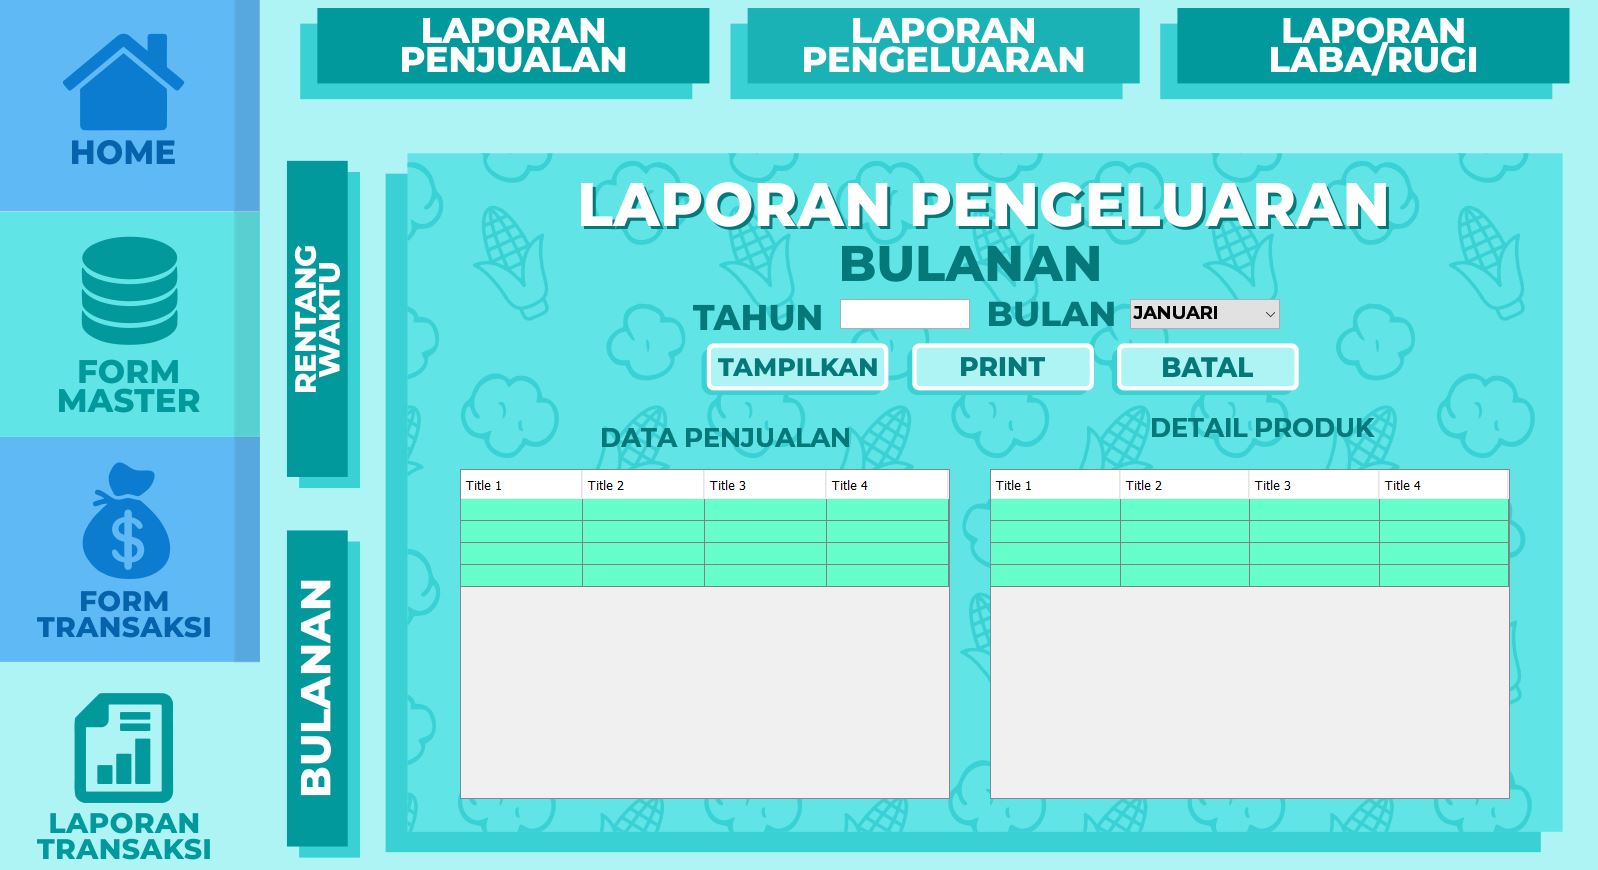 HOME
FORM
MASTER
FORM
TRANSAKSI
LAPORAN
TRANSAKSI
LAPORAN
PENJUALAN
LAPORAN
PENGELUARAN
LAPORAN
LABA/RUGI
RENTANG
WAKTU
BULANAN
LAPORAN PENGELUARAN
BULANAN
TAHUN BULAN JANUARI
TAMPILKAN PRINT BATAL
DATA PENJUALAN
Title 1 Title 2 Title 3 Title 4
DETAIL PRODUK
Title 1 Title 2 Title 3 Title 4